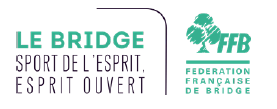 LE BRIDGE
SPORT DE L'ESPRIT,
ESPRIT OUVERT
FFB
FEDERATION
FRANÇAISE
DE BRIDGE